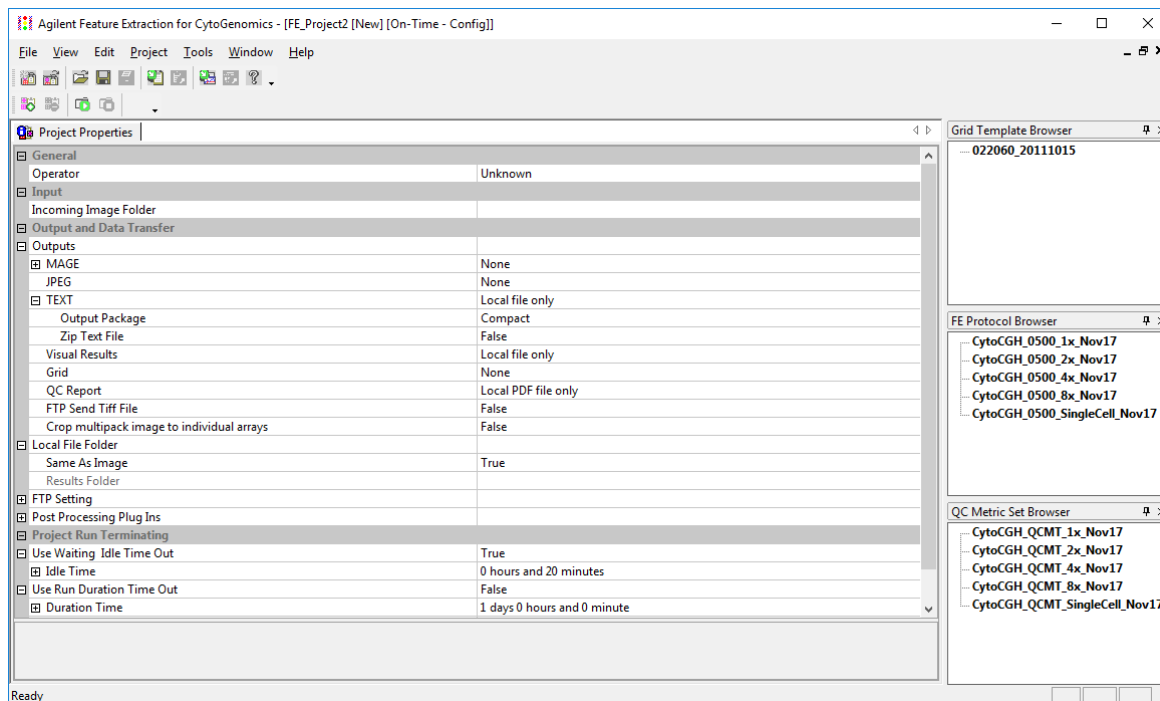 Agilent Feature Extraction for CytoGenomics - [FE_Project2 [New] [On-Time - Config]]
File View Edit Project Tools Window Help
Project Properties
General
Operator Unknown
Input
Incoming Image Folder
Output and Data Transfer
Outputs
MAGE None
JPEG None
TEXT Local file only
Output Package Compact
Zip Text File False
Visual Results Local file only
Grid None
QC Report Local PDF file only
FTP Send Tiff File False
Crop multipack image to individual arrays False
Local File Folder
Same As Image True
Results Folder
FTP Setting
Post Processing Plug Ins
Project Run Terminating
Use Waiting Idle Time Out True
Idle Time 0 hours and 20 minutes
Use Run Duration Time Out False
Duration Time 1 days 0 hours and 0 minute
Grid Template Browser
022060_20111015
FE Protocol Browser
CytoCGH_0500_1x_Nov17
CytoCGH_0500_2x_Nov17
CytoCGH_0500_4x_Nov17
CytoCGH_0500_8x_Nov17
CytoCGH_0500_SingleCell_Nov17
QC Metric Set Browser
CytoCGH_QCMT_1x_Nov17
CytoCGH_QCMT_2x_Nov17
CytoCGH_QCMT_4x_Nov17
CytoCGH_QCMT_8x_Nov17
CytoCGH_QCMT_SingleCell_Nov17
Ready